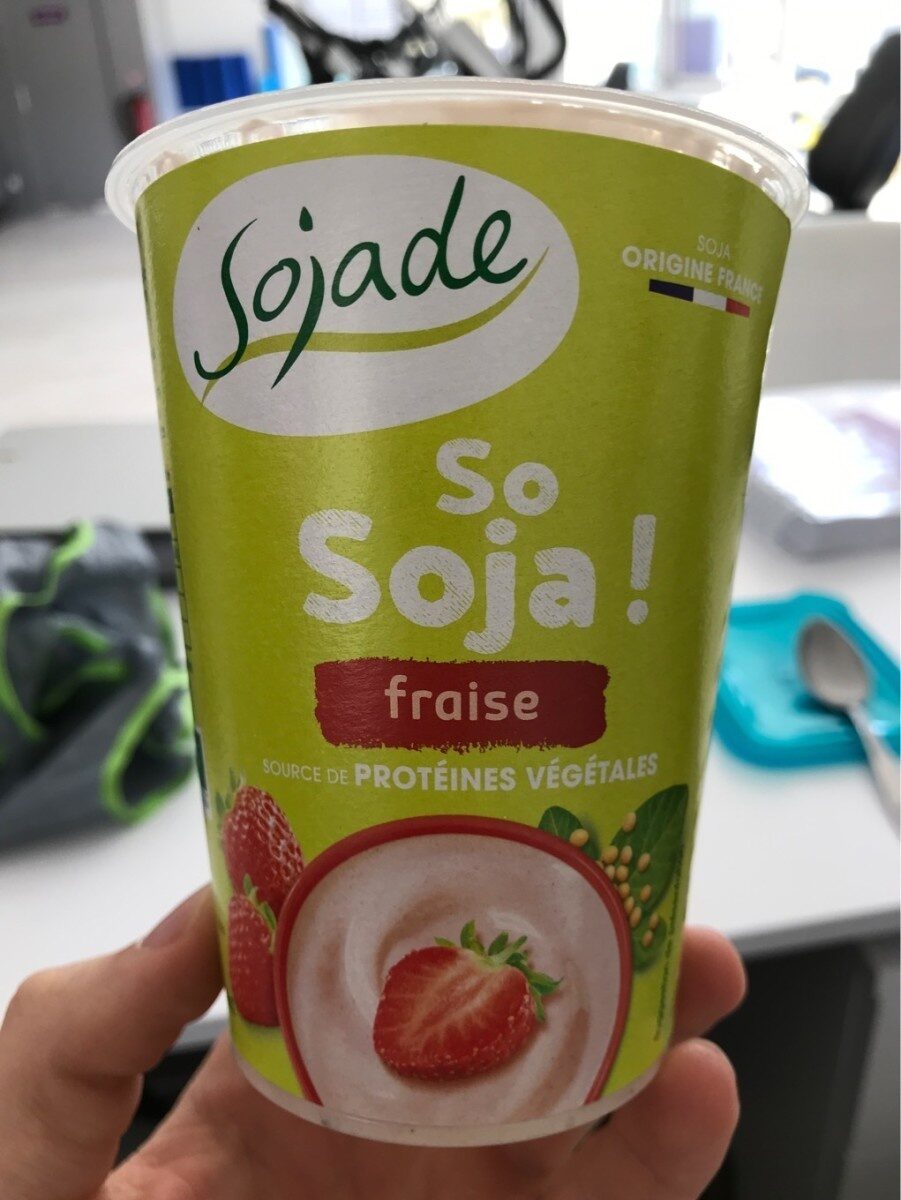 Sojade
SOJA
ORIGINE FRANCE
So
Soja !
fraise
SOURCE DE PROTÉINES VÉGÉTALES